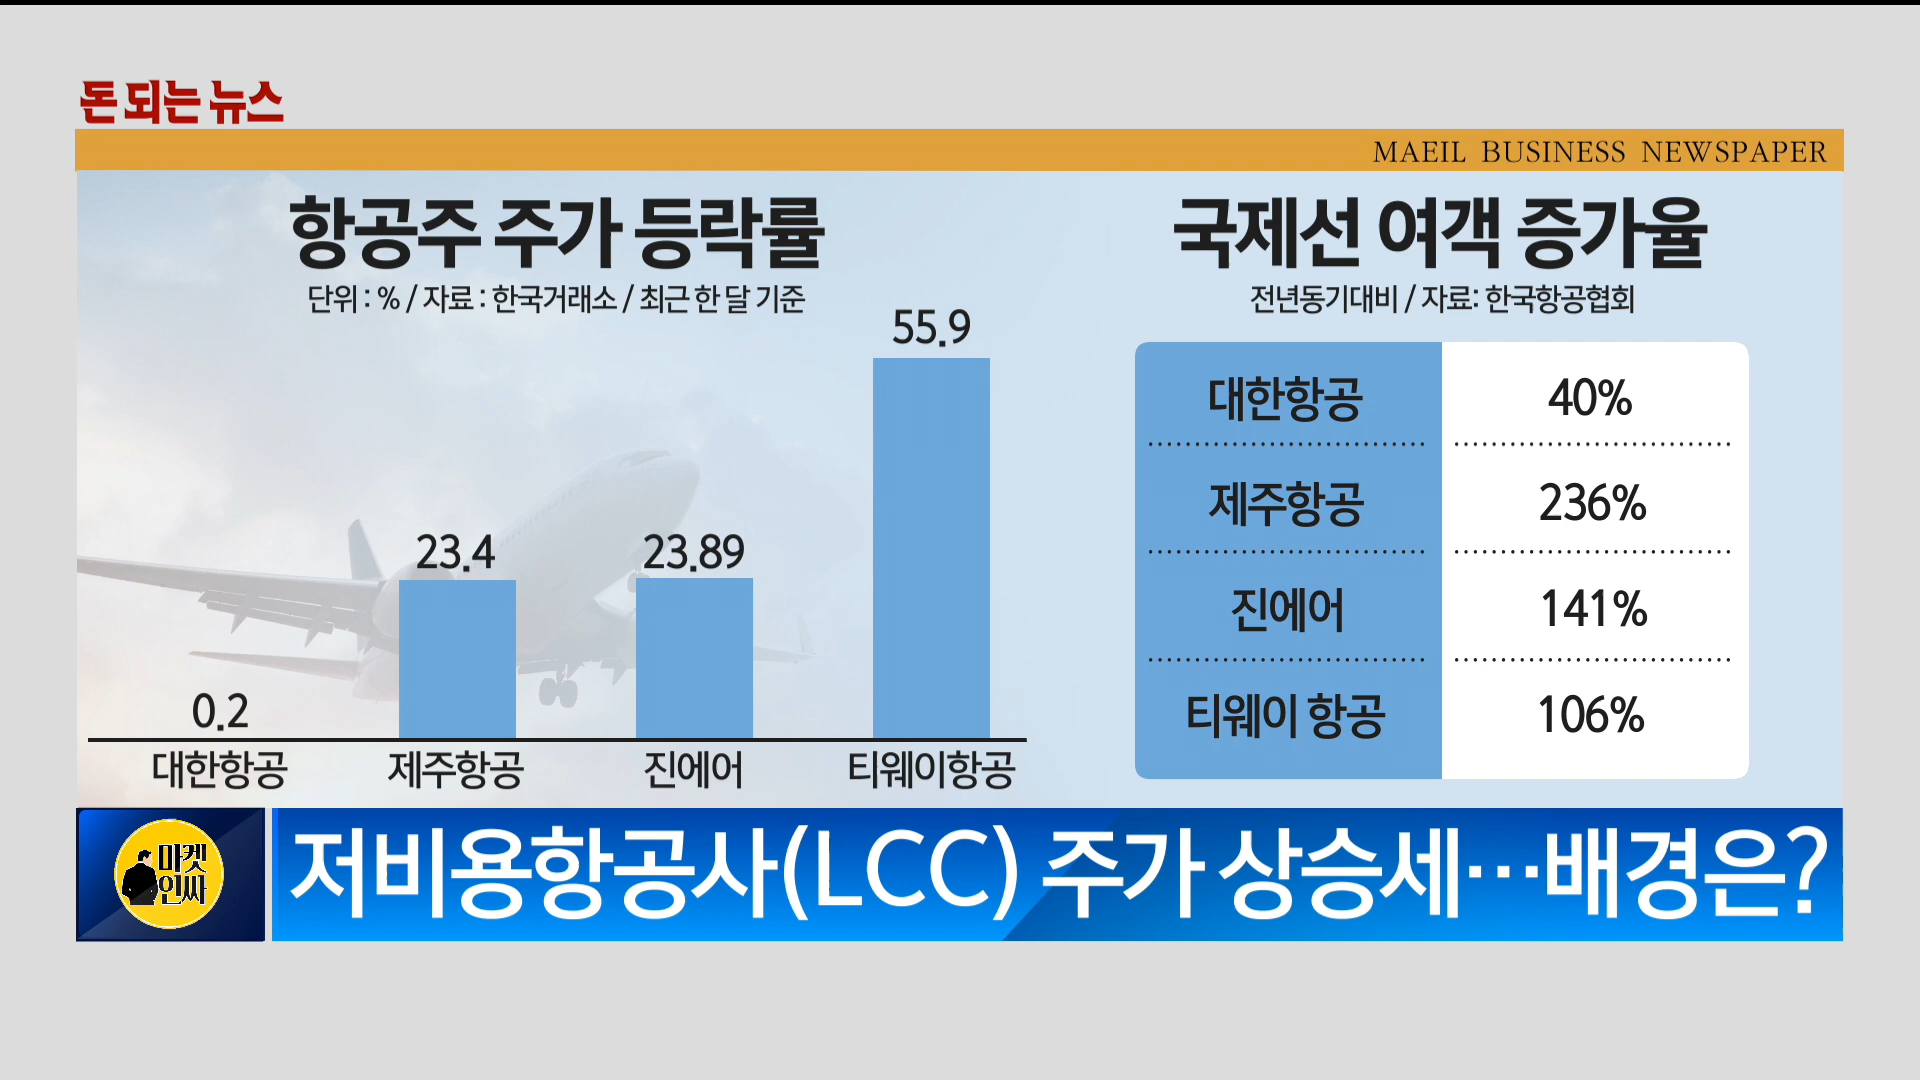 돈 되는 뉴스
MAEIL BUSINESS NEWSPAPER
항공주 주가 등락률
단위 : % / 자료 : 한국거래소 / 최근 한 달 기준
55.9
23.4
23.89
0.2
대한항공
제주항공
진에어
티웨이항공
국제선 여객 증가율
전년동기대비 / 자료: 한국항공협회
대한항공 40%
제주항공 236%
진에어 141%
티웨이 항공 106%
마켓
인싸
저비용항공사(LCC) 주가 상승세…배경은?